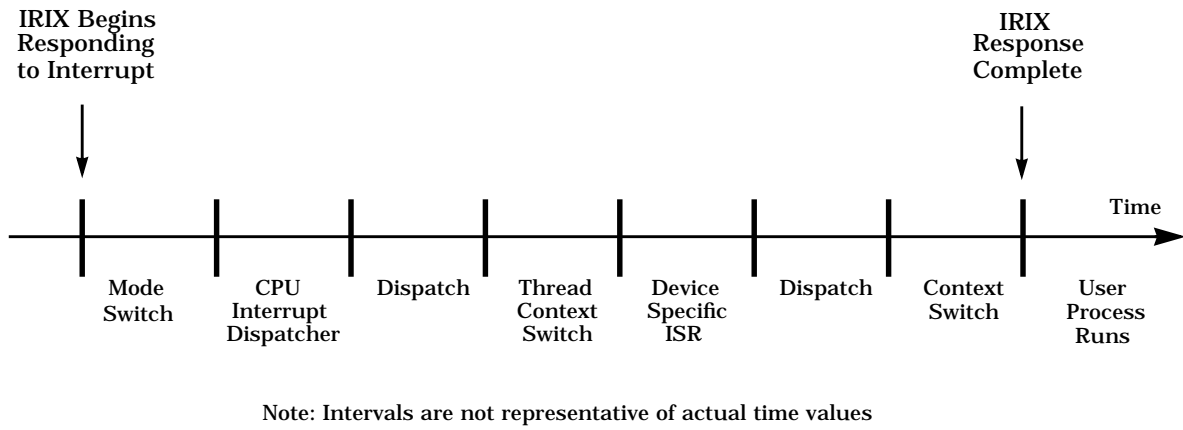 IRIX Begins
Responding
to Interrupt
IRIX
Response
Complete
Time
Mode
Switch
CPU
Interrupt
Dispatcher
Dispatch
Thread
Context
Switch
Device
Specific
ISR
Dispatch
Context
Switch
User
Process
Runs
Note: Intervals are not representative of actual time values